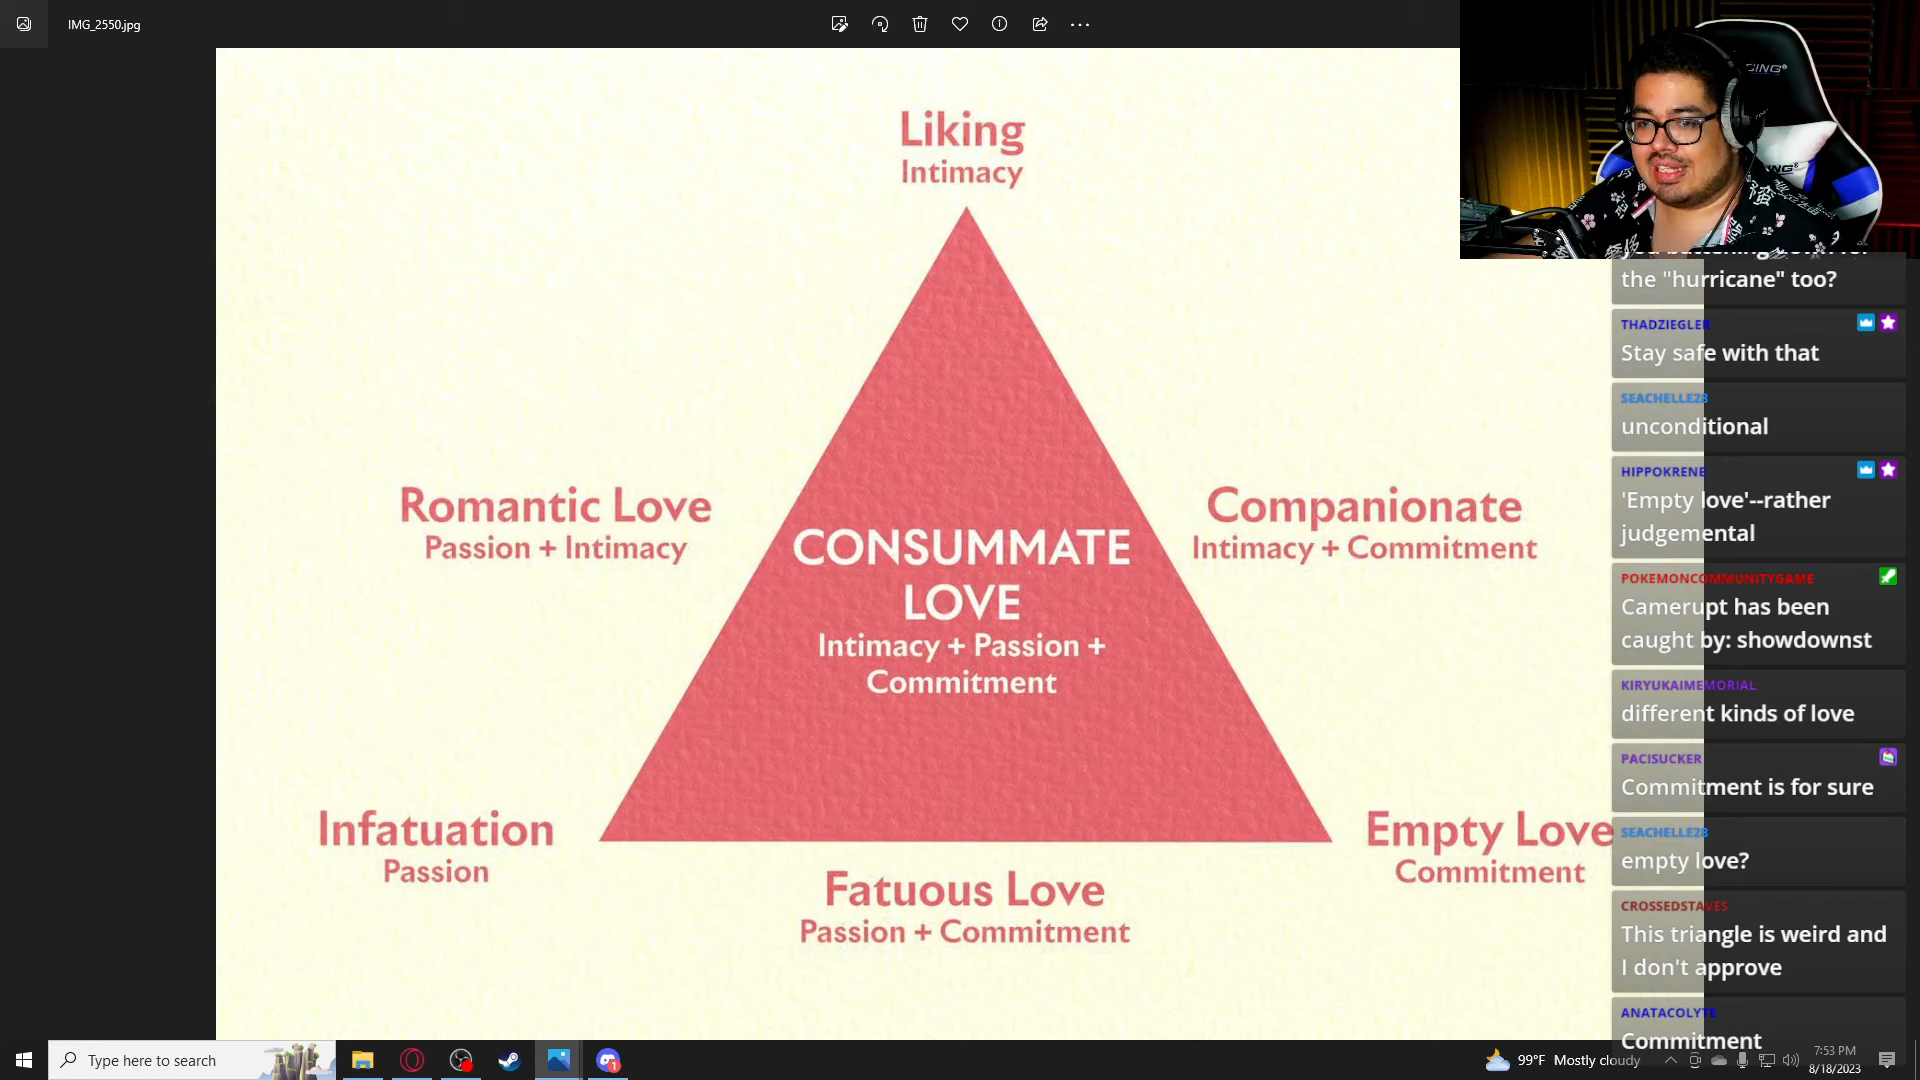 IMG_2550.jpg
Liking
Intimacy
Romantic Love
Passion + Intimacy
Companionate
Intimacy + Commitment
CONSUMMATE
LOVE
Intimacy + Passion +
Commitment
Infatuation
Passion
Fatuous Love
Passion + Commitment
Empty Love
Commitment
the "hurricane" too?
THADZIEGLER
Stay safe with that
SEACHELLE28
unconditional
HIPPOKRENE
'Empty love'--rather
judgemental
POKEMONCOMMUNITYGAME
Camerupt has been
caught by: showdownst
KIRYUKAIMEMORIAL
different kinds of love
PACISUCKER
Commitment is for sure
SEACHELLE28
empty love?
CROSSEDSTAVES
This triangle is weird and
I don't approve
ANATACOLYTE
Commitment
Type here to search
1
99°F Mostly cloudy
7:53 PM
8/18/2023